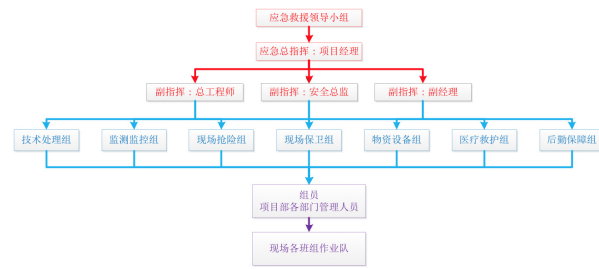 应急救援领导小组
应急总指挥：项目经理
副指挥：总工程师
副指挥：安全总监
副指挥：副经理
技术处理组
监测监控组
现场抢险组
现场保卫组
物资设备组
医疗救护组
后勤保障组
组员
项目部各部门管理人员
现场各班组作业队